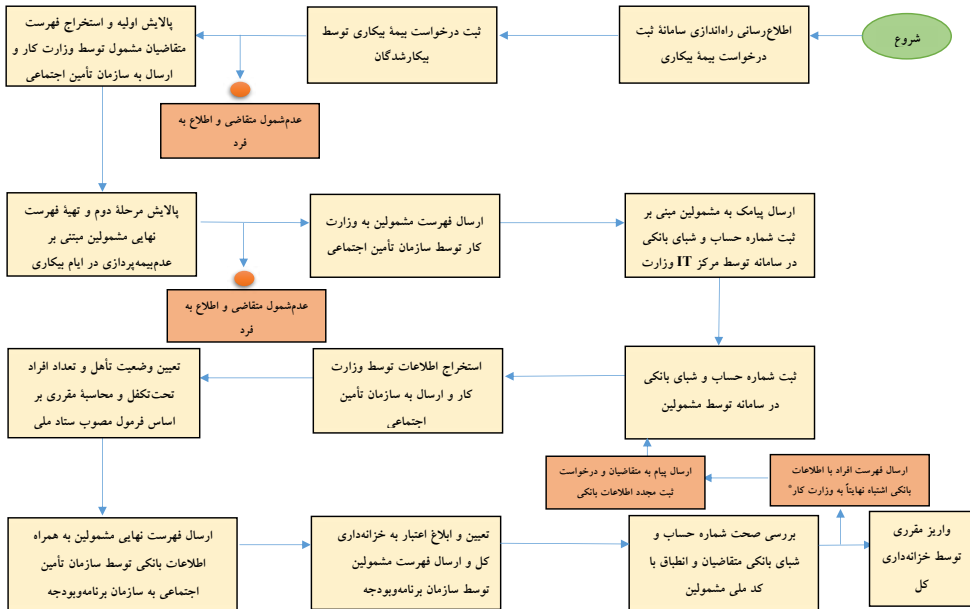 شروع
اطلاع‌رسانی راه‌اندازی سامانهٔ ثبت
درخواست بیمهٔ بیکاری
ثبت درخواست بیمهٔ بیکاری توسط
بیکارشدگان
پالایش اولیه و استخراج فهرست
متقاضیان مشمول توسط وزارت کار و
ارسال به سازمان تأمین اجتماعی
عدم‌شمول متقاضی و اطلاع به
فرد
پالایش مرحلهٔ دوم و تهیهٔ فهرست
نهایی مشمولین مبتنی بر
عدم‌بیمه‌پردازی در ایام بیکاری
عدم‌شمول متقاضی و اطلاع به
فرد
ارسال فهرست مشمولین به وزارت
کار توسط سازمان تأمین اجتماعی
ارسال پیامک به مشمولین مبنی بر
ثبت شماره حساب و شبای بانکی
در سامانه توسط مرکز IT وزارت
ثبت شماره حساب و شبای بانکی
در سامانه توسط مشمولین
استخراج اطلاعات توسط وزارت
کار و ارسال به سازمان تأمین
اجتماعی
تعیین وضعیت تأهل و تعداد افراد
تحت‌تکفل و محاسبهٔ مقرری بر
اساس فرمول مصوب ستاد ملی
ارسال فهرست نهایی مشمولین به همراه
اطلاعات بانکی توسط سازمان تأمین
اجتماعی به سازمان برنامه‌وبودجه
تعیین و ابلاغ اعتبار به خزانه‌داری
کل و ارسال فهرست مشمولین
توسط سازمان برنامه‌وبودجه
بررسی صحت شماره حساب و
شبای بانکی متقاضیان و انطباق با
کد ملی مشمولین
ارسال فهرست افراد با اطلاعات
بانکی اشتباه نهایتاً به وزارت کار*
ارسال پیام به متقاضیان و درخواست
ثبت مجدد اطلاعات بانکی
واریز مقرری
توسط خزانه‌داری
کل